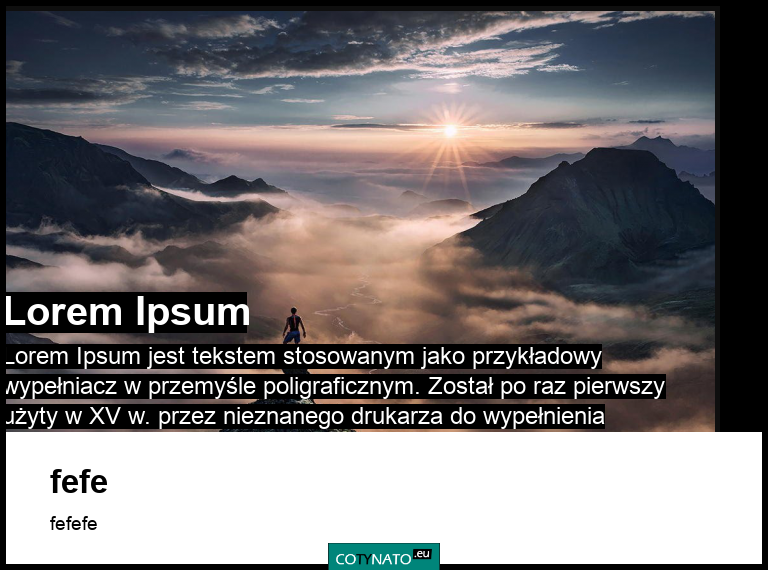 Lorem Ipsum
Lorem Ipsum jest tekstem stosowanym jako przykładowy
wypełniacz w przemyśle poligraficznym. Został po raz pierwszy
użyty w XV w. przez nieznanego drukarza do wypełnienia
fefe
fefefe
COTYNATO.eu